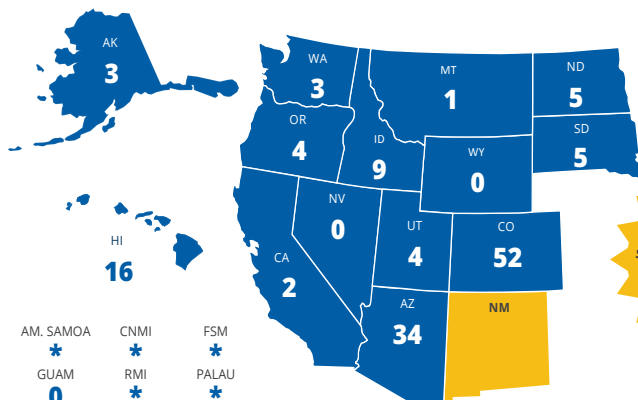 AK
3
WA
3
MT
1
ND
5
OR
4
ID
9
SD
5
WY
0
HI
16
NV
0
UT
4
CO
52
CA
2
AZ
34
NM
AM. SAMOA CNMI FSM
* * *
GUAM RMI PALAU
0 * *